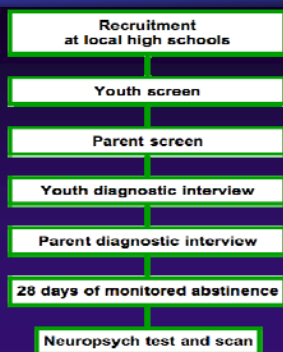 Recruitment
at local high schools
Youth screen
Parent screen
Youth diagnostic interview
Parent diagnostic interview
28 days of monitored abstinence
Neuropsych test and scan